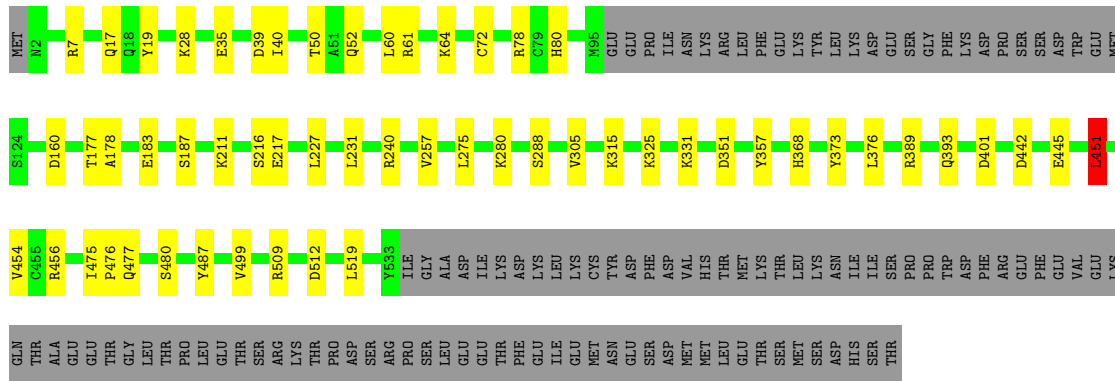 MET N2 R7 Q17 Q18 Y19 K28 E35 D39 I40 T50 A51 Q52 L60 R61 K64 C72 R78 C79 H80 M95 GLU GLU PRO ILE ASN LYS ARG LEU PHE GLU LYS TYR LEU LYS ASP GLU SER GLY PHE LYS ASP PRO SER SER ASP TRP GLU MET
S124 D160 T177 A178 E183 S187 K211 S216 E217 L227 L231 R240 V257 L275 K280 S288 V305 K315 K325 K331 D351 Y357 H368 Y373 L376 R389 Q393 D401 D442 E445 L451
V454 C455 R456 I475 P476 Q477 S480 Y487 V499 R509 D512 L519 Y533 ILE GLY ALA ASP ILE LYS ASP LYS LEU LYS CYS TYR ASP PHE ASP VAL HIS THR MET LYS THR LEU LYS ASN ILE ILE SER PRO PRO TRP ASP PHE ARG GLU PHE GLU VAL GLU LYS
GLN THR ALA GLU GLU THR GLY LEU THR PRO LEU GLU THR SER ARG LYS THR PRO ASP SER ARG PRO SER LEU GLU GLU THR PHE GLU ILE GLU MET ASN GLU SER ASP MET MET LEU GLU THR SER MET SER ASP HIS SER THR